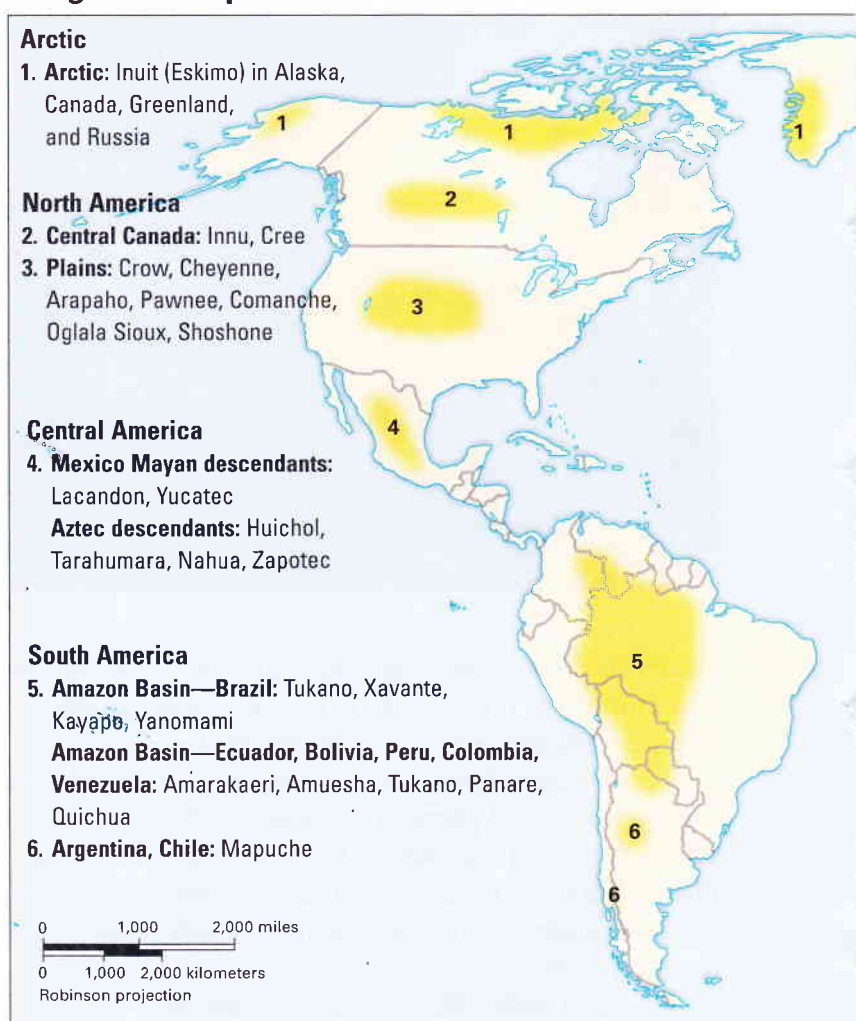 Arctic
1. Arctic: Inuit (Eskimo) in Alaska,
Canada, Greenland,
and Russia
North America
2. Central Canada: Innu, Cree
3. Plains: Crow, Cheyenne,
Arapaho, Pawnee, Comanche,
Oglala Sioux, Shoshone
Central America
4. Mexico Mayan descendants:
Lacandon, Yucatec
Aztec descendants: Huichol,
Tarahumara, Nahua, Zapotec
South America
5. Amazon Basin—Brazil: Tukano, Xavante,
Kayapo, Yanomami
Amazon Basin—Ecuador, Bolivia, Peru, Colombia,
Venezuela: Amarakaeri, Amuesha, Tukano, Panare,
Quichua
6. Argentina, Chile: Mapuche
0 1,000 2,000 miles
0 1,000 2,000 kilometers
Robinson projection
1
1
1
2
3
4
5
6
6